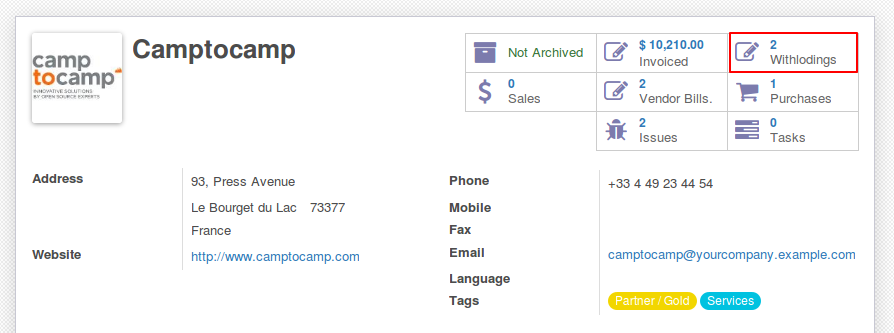 camp
tocamp
INNOVATIVE SOLUTIONS
BY OPEN SOURCE EXPERTS
Camptocamp
Not Archived
$ 10,210.00
Invoiced
2
Withlodings
0
Sales
2
Vendor Bills.
1
Purchases
2
Issues
0
Tasks
Address
93, Press Avenue
Le Bourget du Lac 73377
France
Website
http://www.camptocamp.com
Phone
+33 4 49 23 44 54
Mobile
Fax
Email
camptocamp@yourcompany.example.com
Language
Tags
Partner / Gold Services